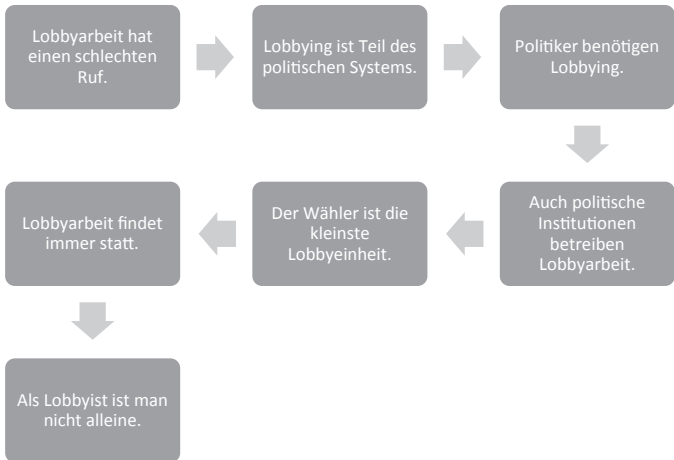 Lobbyarbeit hat
einen schlechten
Ruf.
Lobbying ist Teil des
politischen Systems.
Politiker benötigen
Lobbying.
Auch politische
Institutionen
betreiben
Lobbyarbeit.
Der Wähler ist die
kleinste
Lobbyeinheit.
Lobbyarbeit findet
immer statt.
Als Lobbyist ist man
nicht alleine.